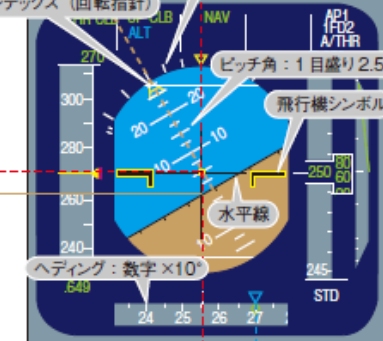 デックス（回転指針）
CLB NAV
ALT
AP1
1FD2
A/THR
270
ピッチ角：1目盛り2.5
300
20 20
飛行機シンボル
280
10 10
250
80
60
260
水平線
240
10
ヘディング：数字×10°
245
.649
STD
24 25 26 27